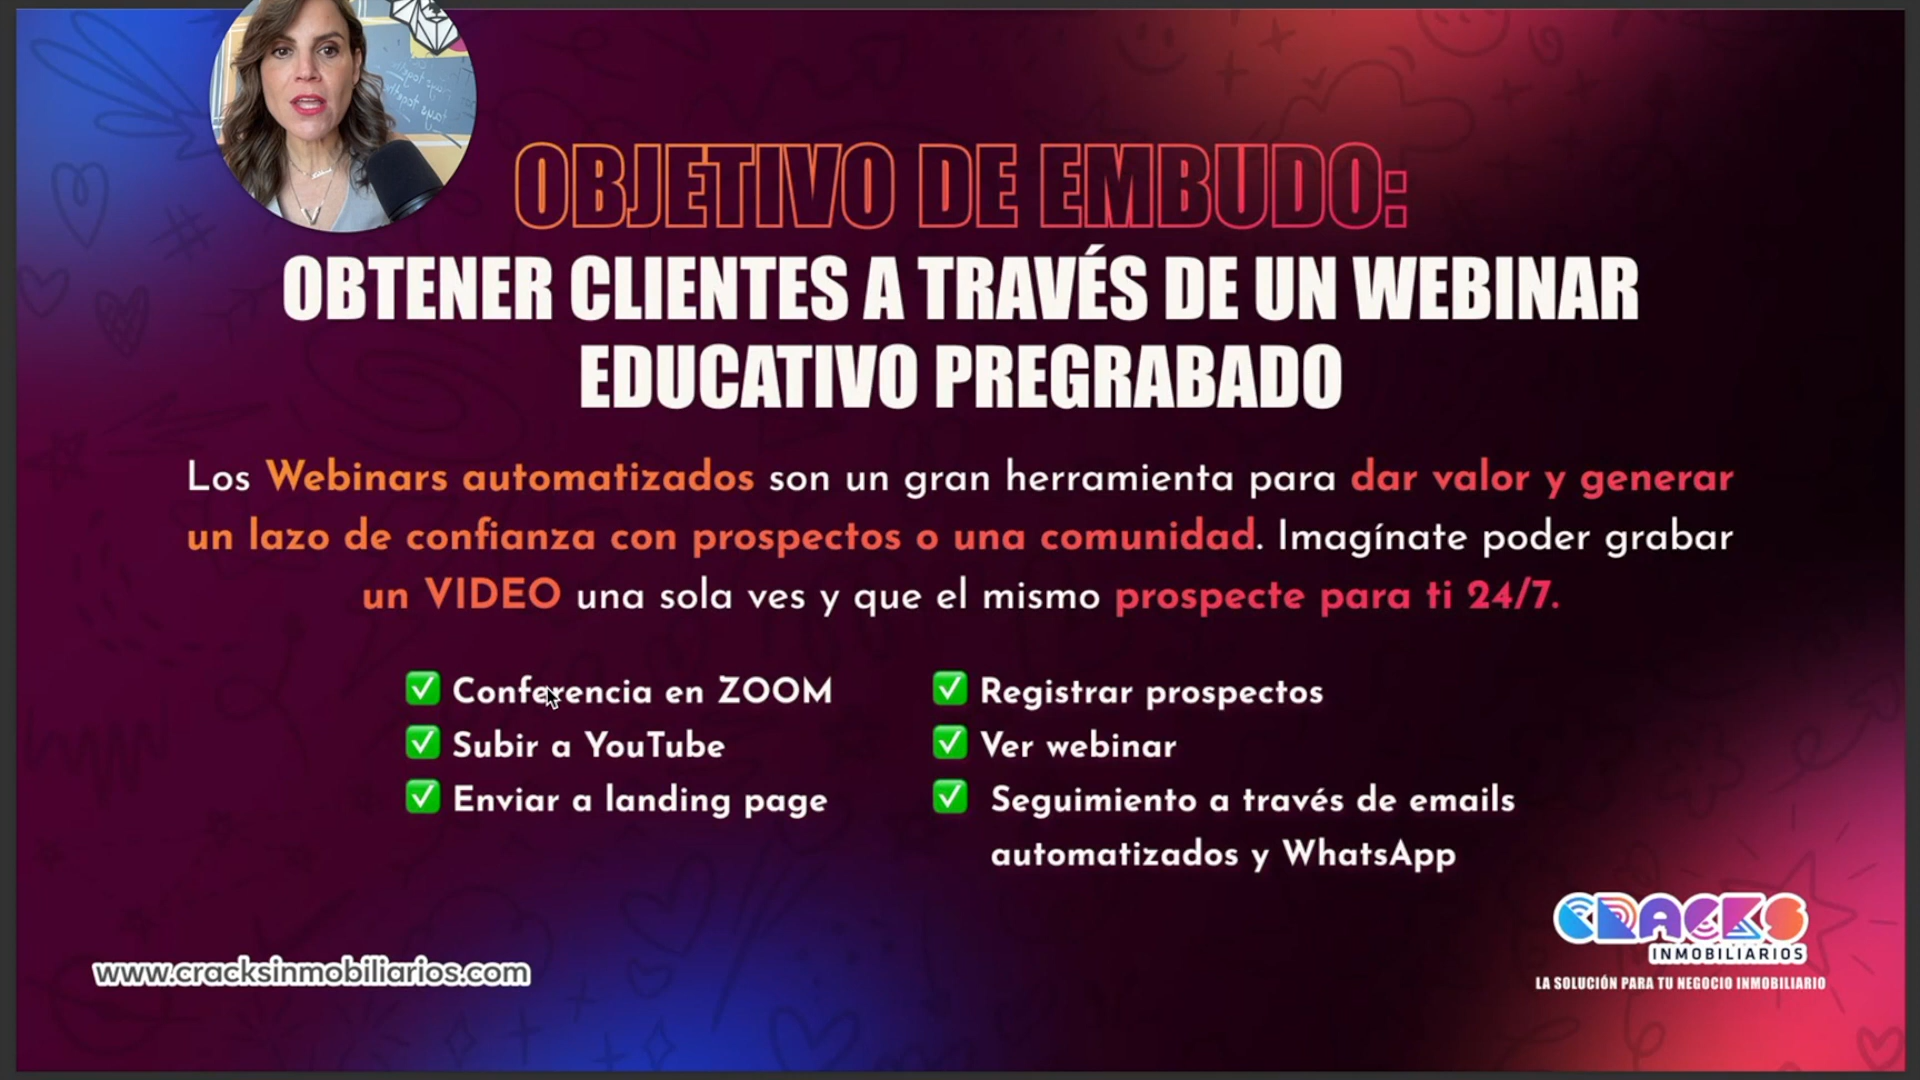 OBJETIVO DE EMBUDO:
OBTENER CLIENTES A TRAVÉS DE UN WEBINAR
EDUCATIVO PREGRABADO
Los Webinars automatizados son un gran herramienta para dar valor y generar
un lazo de confianza con prospectos o una comunidad. Imagínate poder grabar
un VIDEO una sola ves y que el mismo prospecte para ti 24/7.
✅ Conferencia en ZOOM
✅ Subir a YouTube
✅ Enviar a landing page
✅ Registrar prospectos
✅ Ver webinar
✅ Seguimiento a través de emails
automatizados y WhatsApp
www.cracksinmobiliarios.com
CRACKS
INMOBILIARIOS
LA SOLUCIÓN PARA TU NEGOCIO INMOBILIARIO